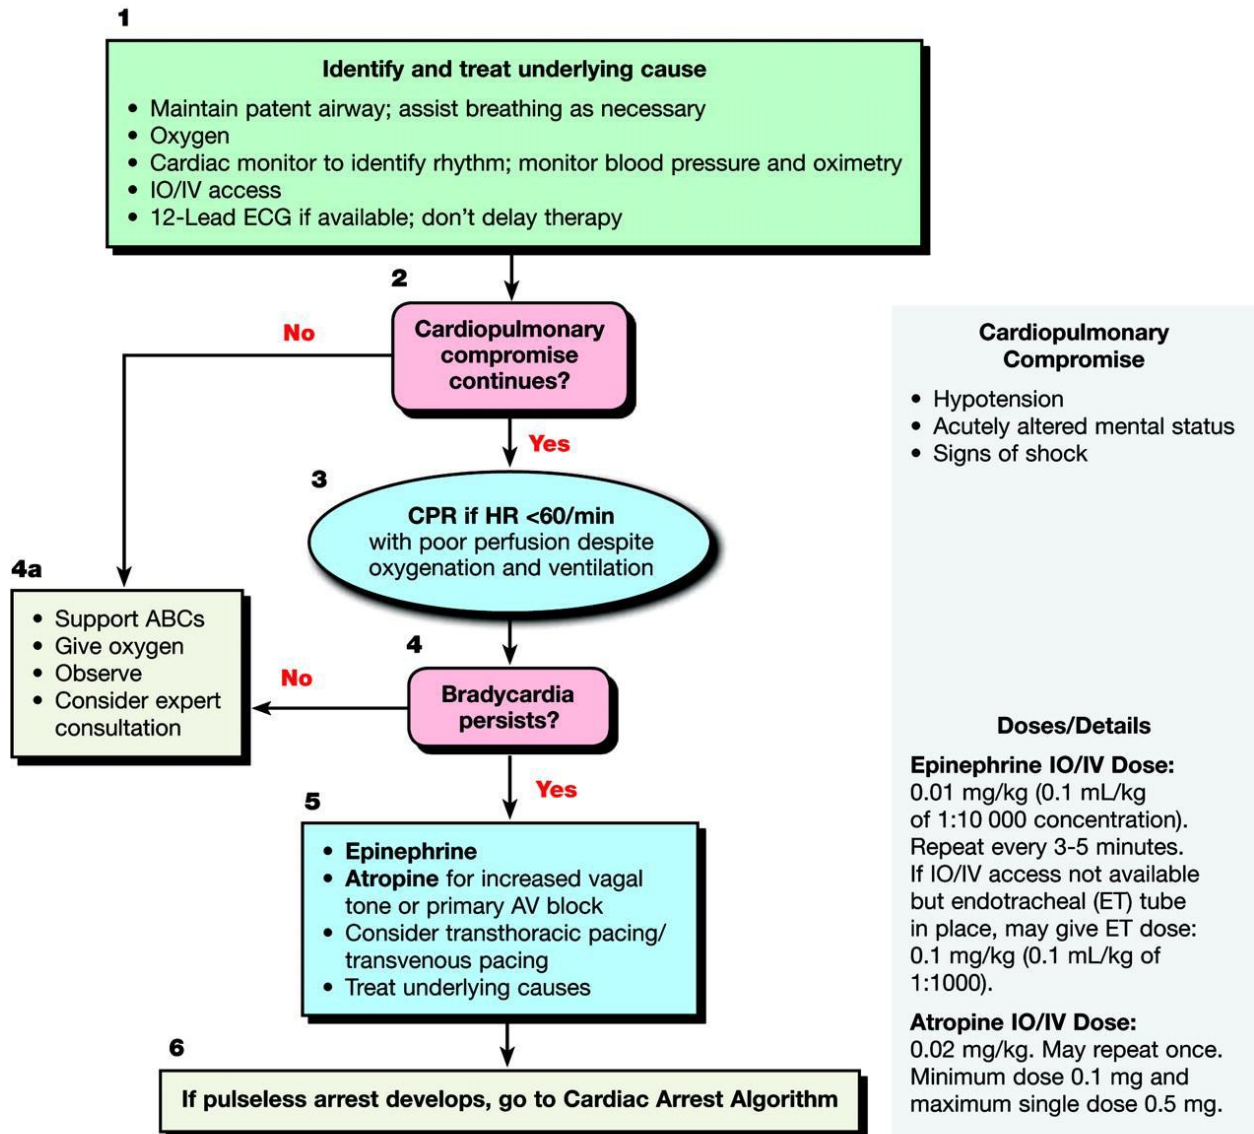 1
Identify and treat underlying cause
• Maintain patent airway; assist breathing as necessary
• Oxygen
• Cardiac monitor to identify rhythm; monitor blood pressure and oximetry
• IO/IV access
• 12-Lead ECG if available; don’t delay therapy
2
Cardiopulmonary
compromise
continues?
No
Yes
3
CPR if HR <60/min
with poor perfusion despite
oxygenation and ventilation
4a
• Support ABCs
• Give oxygen
• Observe
• Consider expert
consultation
4
Bradycardia
persists?
No
Yes
5
• Epinephrine
• Atropine for increased vagal
tone or primary AV block
• Consider transthoracic pacing/
transvenous pacing
• Treat underlying causes
6
If pulseless arrest develops, go to Cardiac Arrest Algorithm
Cardiopulmonary
Compromise
• Hypotension
• Acutely altered mental status
• Signs of shock
Doses/Details
Epinephrine IO/IV Dose:
0.01 mg/kg (0.1 mL/kg
of 1:10 000 concentration).
Repeat every 3-5 minutes.
If IO/IV access not available
but endotracheal (ET) tube
in place, may give ET dose:
0.1 mg/kg (0.1 mL/kg of
1:1000).
Atropine IO/IV Dose:
0.02 mg/kg. May repeat once.
Minimum dose 0.1 mg and
maximum single dose 0.5 mg.